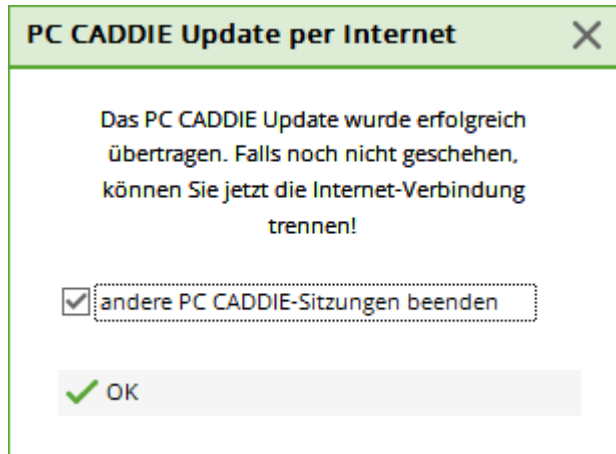 PC CADDIE Update per Internet
Das PC CADDIE Update wurde erfolgreich
übertragen. Falls noch nicht geschehen,
können Sie jetzt die Internet-Verbindung
trennen!
andere PC CADDIE-Sitzungen beenden
OK